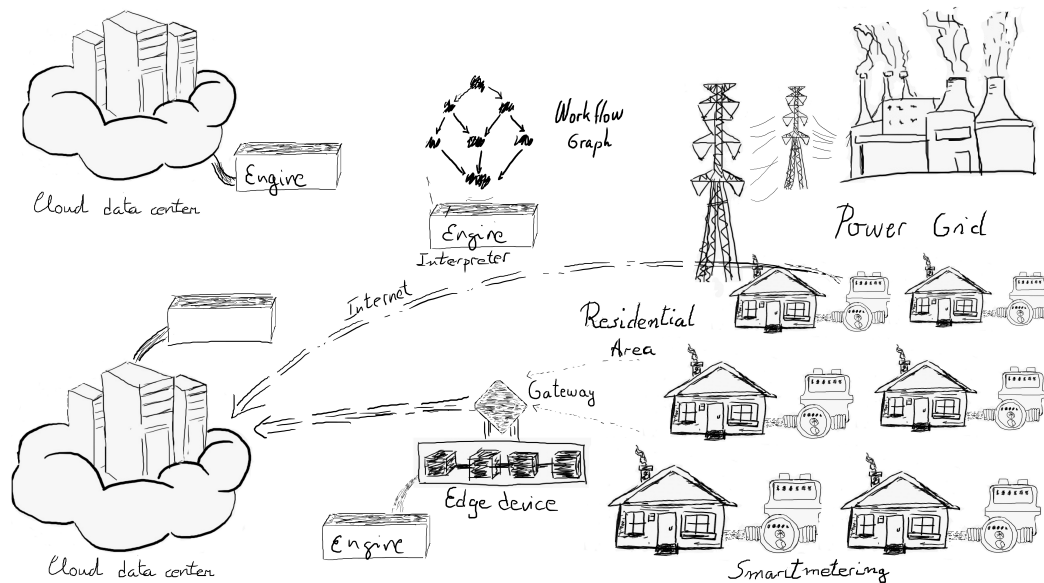 Workflow
Graph
Engine
Cloud data center
Engine
Interpreter
Power Grid
Internet
Residential
Area
Gateway
Edge device
Engine
Cloud data center
Smartmetering